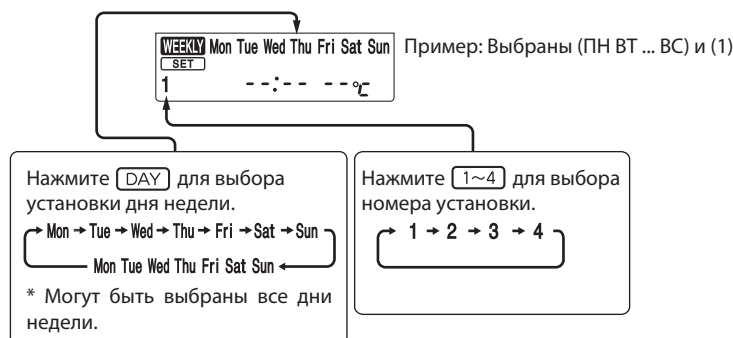 WEEKLY Mon Tue Wed Thu Fri Sat Sun
SET
1 --:-- --°C
Пример: Выбраны (ПН ВТ ... ВС) и (1)
Нажмите DAY для выбора
установки дня недели.
Mon → Tue → Wed → Thu → Fri → Sat → Sun
Mon Tue Wed Thu Fri Sat Sun
* Могут быть выбраны все дни
недели.
Нажмите 1~4 для выбора
номера установки.
1 → 2 → 3 → 4